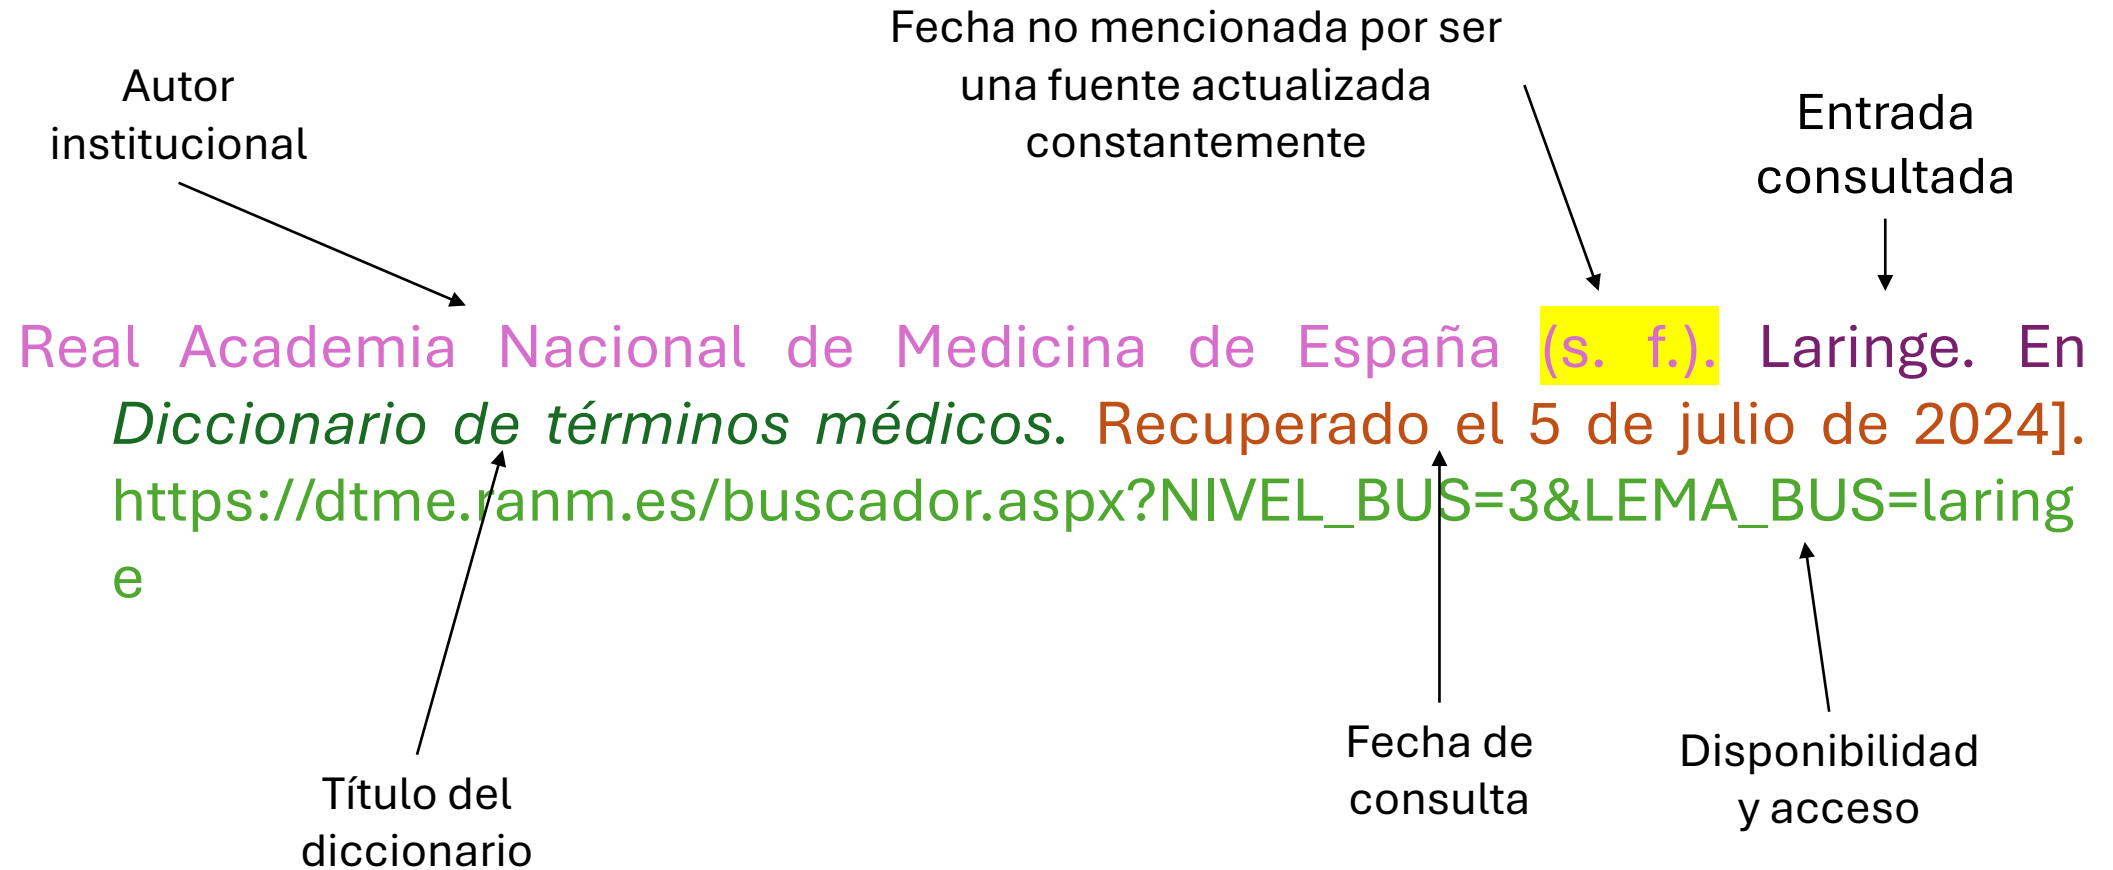 Fecha no mencionada por ser
una fuente actualizada
constantemente
Autor
institucional
Entrada
consultada
Real Academia Nacional de Medicina de España (s. f.). Laringe. En
Diccionario de términos médicos. Recuperado el 5 de julio de 2024].
https://dtme.ranm.es/buscador.aspx?NIVEL_BUS=3&LEMA_BUS=laring
e
Título del
diccionario
Fecha de
consulta
Disponibilidad
y acceso